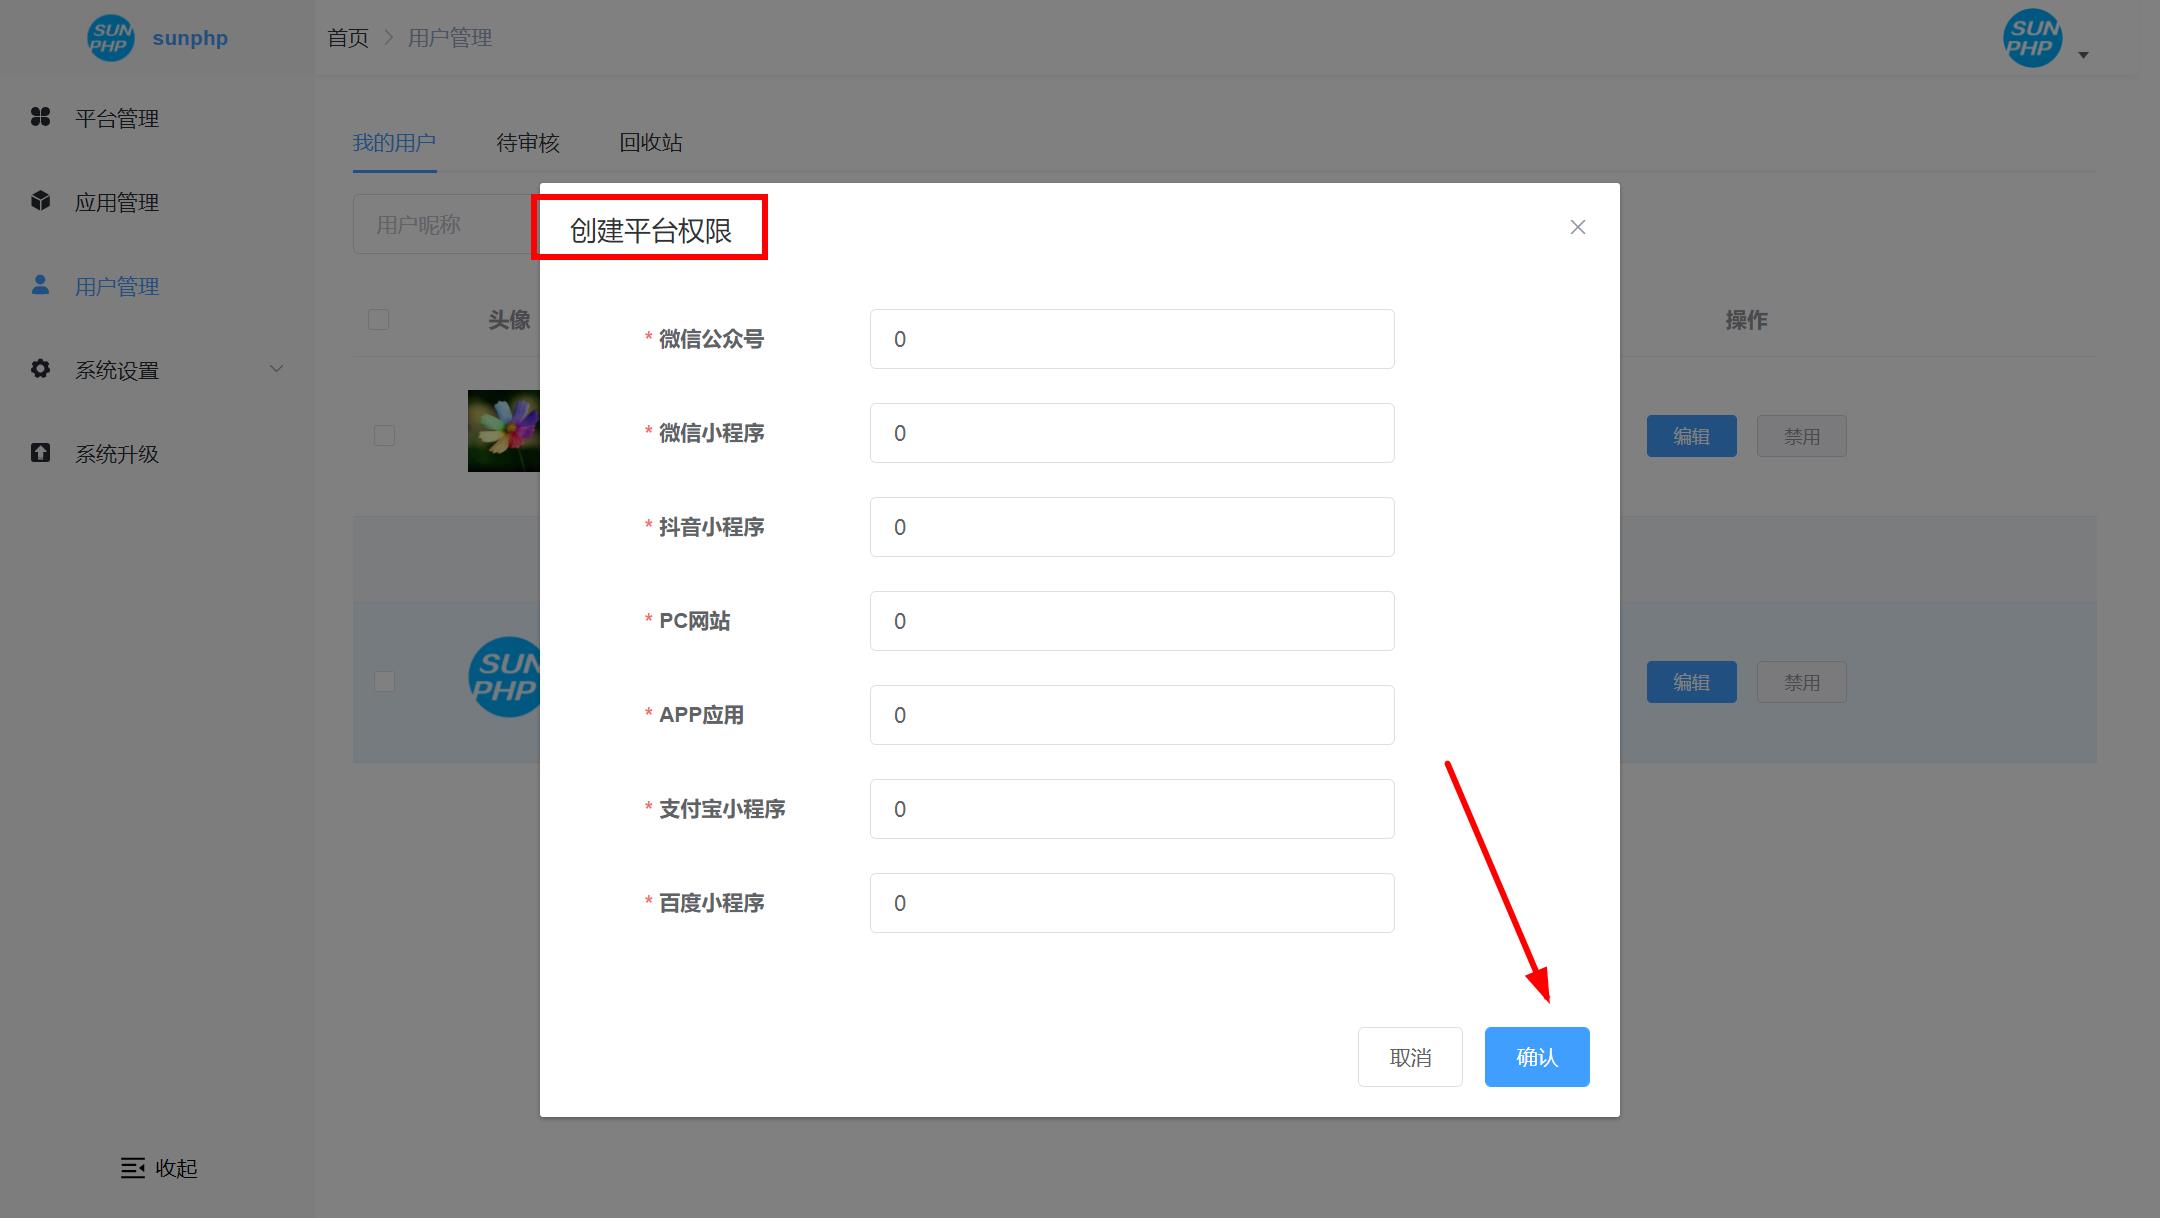 SUN
PHP
sunphp
首页
用户管理
SUN
PHP
平台管理
应用管理
用户管理
系统设置
系统升级
收起
我的用户
待审核
回收站
用户昵称
头像
操作
编辑
禁用
SUN
PHP
编辑
禁用
创建平台权限
* 微信公众号
0
* 微信小程序
0
* 抖音小程序
0
* PC网站
0
* APP应用
0
* 支付宝小程序
0
* 百度小程序
0
取消
确认